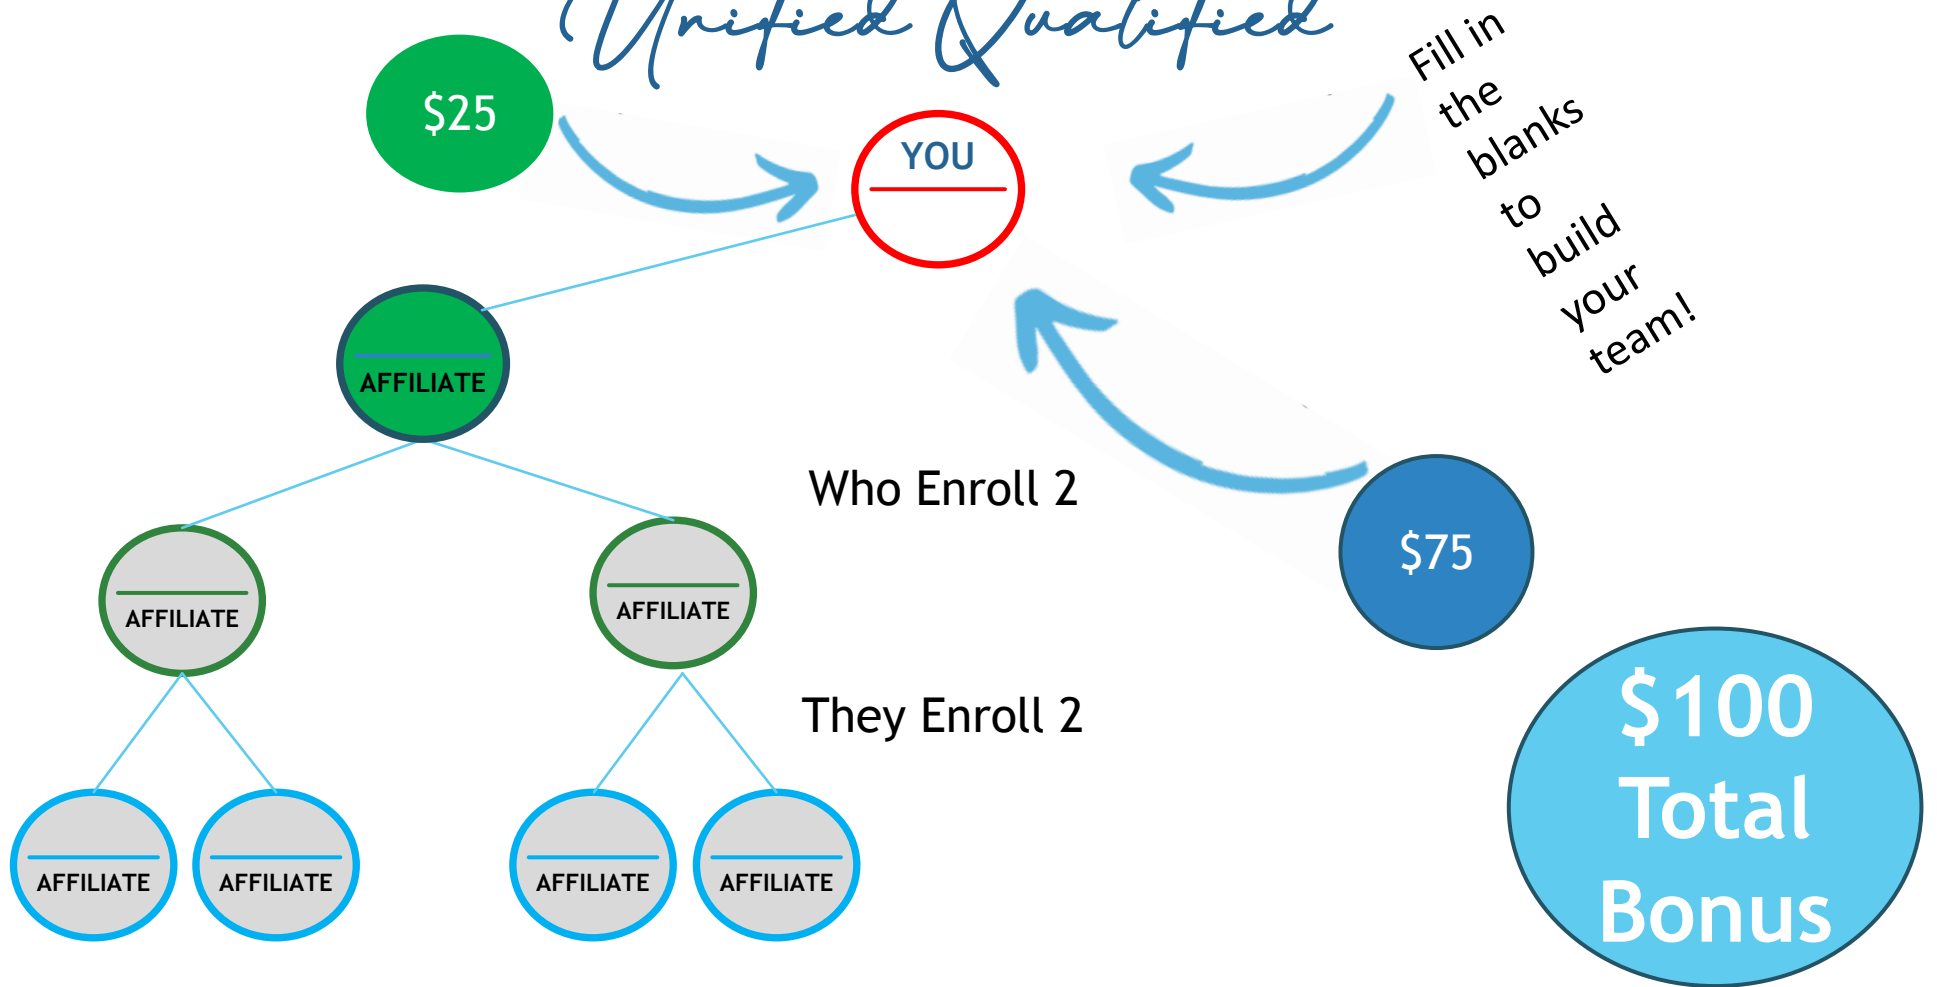 Unified Qualified
$25
YOU
Fill in
the
blanks
to
build
your
team!
AFFILIATE
Who Enroll 2
$75
AFFILIATE
AFFILIATE
They Enroll 2
$100
Total
Bonus
AFFILIATE
AFFILIATE
AFFILIATE
AFFILIATE